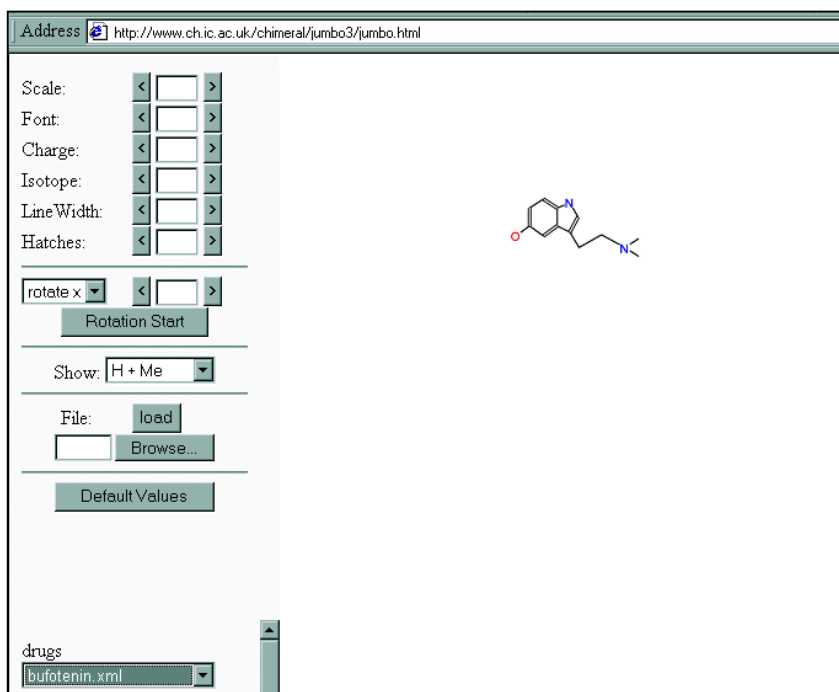 Address http://www.ch.ic.ac.uk/chimeral/jumbo3/jumbo.html
Scale: < >
Font: < >
Charge: < >
Isotope: < >
LineWidth: < >
Hatches: < >
rotate x < >
Rotation Start
Show: H + Me
File: load
Browse...
Default Values
drugs
bufotenin.xml
N
O
N